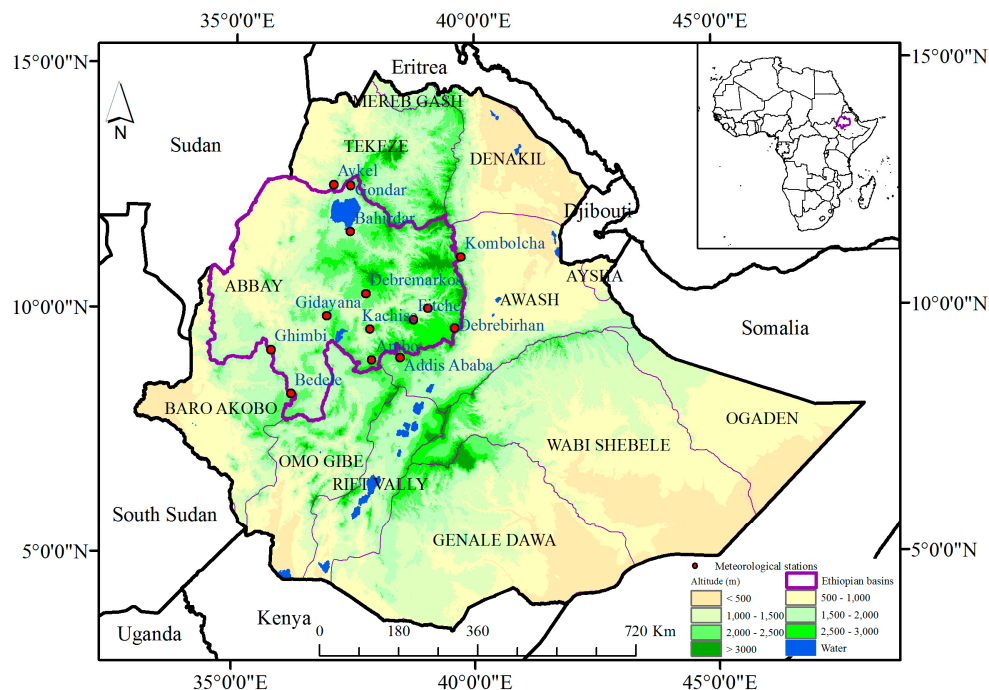 35°0'0"E 40°0'0"E 45°0'0"E
15°0'0"N 15°0'0"N
Eritrea
N
MEREB GASH
Sudan
TEKEZE
DENAKIL
Aykel
Gondar
Djibouti
Bahirdar
Kombolcha
AYSHA
Debremarkos
ABBAY
AWASH
Gidayana
Fitche
10°0'0"N 10°0'0"N
Kachise
Debrebirhan
Somalia
Ghimbi
Ambo
Addis Ababa
Bedele
BARO AKOBO
OGADEN
WABI SHEBELE
OMO GIBE
RIFT VALLY
South Sudan
GENALE DAWA
5°0'0"N 5°0'0"N
Meteorological stations
Altitude (m) Ethiopian basins
< 500 500 - 1,000
1,000 - 1,500 1,500 - 2,000
2,000 - 2,500 2,500 - 3,000
> 3000 Water
Kenya
Uganda
0 180 360 720 Km
35°0'0"E 40°0'0"E 45°0'0"E